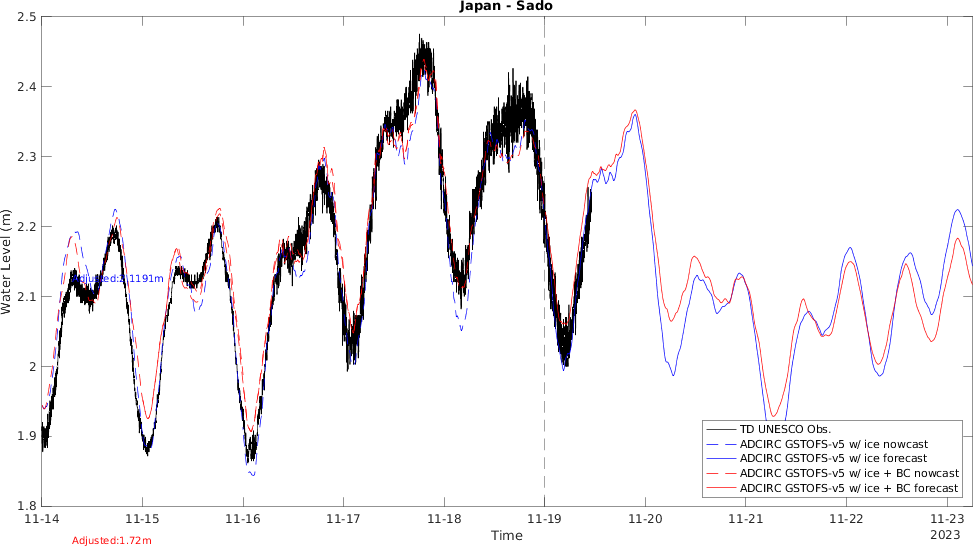 Japan - Sado
2.5
2.4
2.3
2.2
2.1
2
1.9
1.8
Water Level (m)
1191m
TD UNESCO Obs.
ADCIRC GSTOFS-v5 w/ ice nowcast
ADCIRC GSTOFS-v5 w/ ice forecast
ADCIRC GSTOFS-v5 w/ ice + BC nowcast
ADCIRC GSTOFS-v5 w/ ice + BC forecast
11-14 11-15 11-16 11-17 11-18 11-19 11-20 11-21 11-22 11-23
2023
Time
Adjusted:1.72m